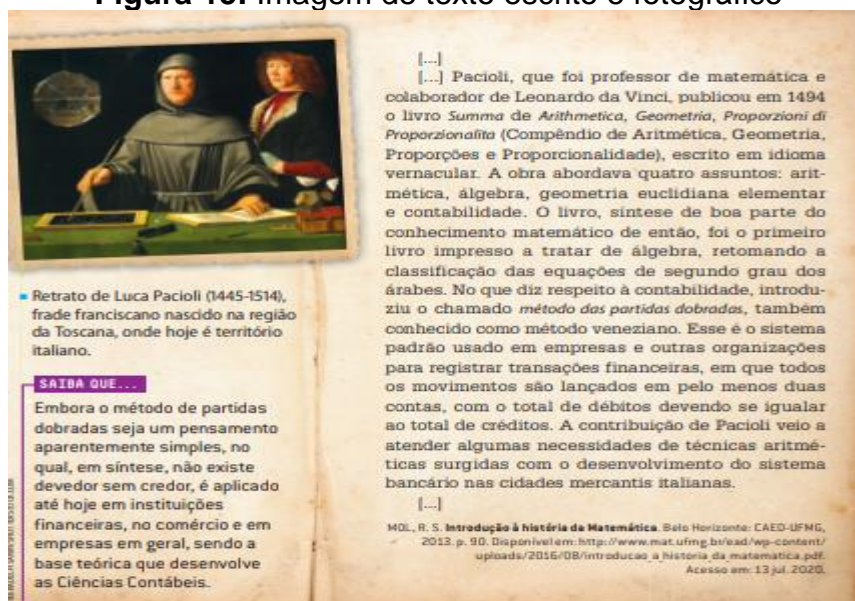 Figura 15: Imagem do texto escrito e fotográfico
Retrato de Luca Pacioli (1445-1514),
frade franciscano nascido na região
da Toscana, onde hoje é território
italiano.
SAIBA QUE...
Embora o método de partidas
dobradas seja um pensamento
aparentemente simples, no
qual, em síntese, não existe
devedor sem credor, é aplicado
até hoje em instituições
financeiras, no comércio e em
empresas em geral, sendo a
base teórica que desenvolve
as Ciências Contábeis.
[...]
[...] Pacioli, que foi professor de matemática e
colaborador de Leonardo da Vinci, publicou em 1494
o livro Summa de Arithmetica, Geometria, Proporzioni di
Proporzionalita (Compêndio de Aritmética, Geometria,
Proporções e Proporcionalidade), escrito em idioma
vernacular. A obra abordava quatro assuntos: arit-
mética, álgebra, geometria euclidiana elementar
e contabilidade. O livro, síntese de boa parte do
conhecimento matemático de então, foi o primeiro
livro impresso a tratar de álgebra, retomando a
classificação das equações de segundo grau dos
árabes. No que diz respeito à contabilidade, introdu-
ziu o chamado método das partidas dobradas, também
conhecido como método veneziano. Esse é o sistema
padrão usado em empresas e outras organizações
para registrar transações financeiras, em que todos
os movimentos são lançados em pelo menos duas
contas, com o total de débitos devendo se igualar
ao total de créditos. A contribuição de Pacioli veio a
atender algumas necessidades de técnicas aritmé-
ticas surgidas com o desenvolvimento do sistema
bancário nas cidades mercantis italianas.
[...]
MOL, R. S. Introdução à história da Matemática. Belo Horizonte: CAED-UFMG,
2013. p. 90. Disponível em: http://www.mat.ufmg.br/ead/wp-content/
uploads/2016/08/introducao_a_historia_da_matematica.pdf.
Acesso em: 13 jul. 2020.